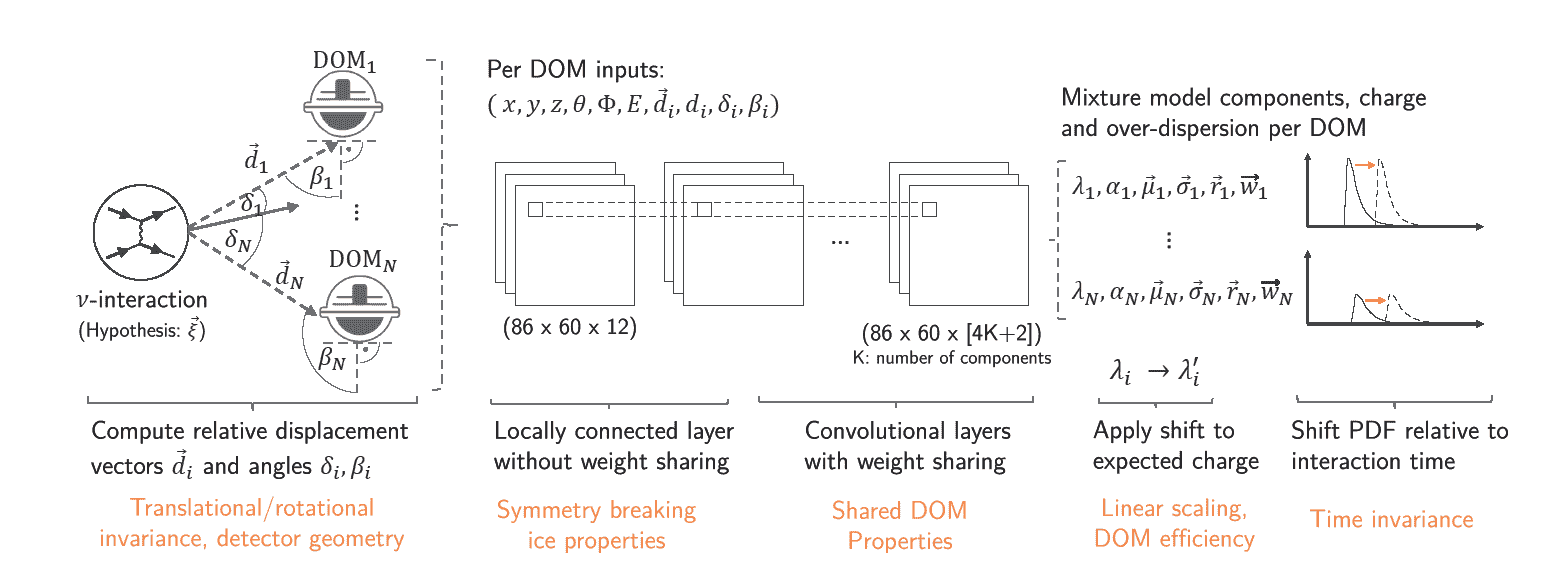 DOM₁
d⃗₁
β₁
δ₁
⋮
δ_N
DOM_N
d⃗_N
β_N
ν-interaction
(Hypothesis: ξ⃗)
Per DOM inputs:
( x, y, z, θ, Φ, E, d⃗ᵢ, dᵢ, δᵢ, βᵢ)
...
(86 x 60 x 12)
(86 x 60 x [4K+2])
K: number of components
Mixture model components, charge
and over-dispersion per DOM
λ₁, α₁, μ⃗₁, σ⃗₁, r⃗₁, w⃗₁
⋮
λ_N, α_N, μ⃗_N, σ⃗_N, r⃗_N, w⃗_N
λᵢ → λ′ᵢ
Compute relative displacement
vectors d⃗ᵢ and angles δᵢ, βᵢ
Translational/rotational
invariance, detector geometry
Locally connected layer
without weight sharing
Symmetry breaking
ice properties
Convolutional layers
with weight sharing
Shared DOM
Properties
Apply shift to
expected charge
Linear scaling,
DOM efficiency
Shift PDF relative to
interaction time
Time invariance